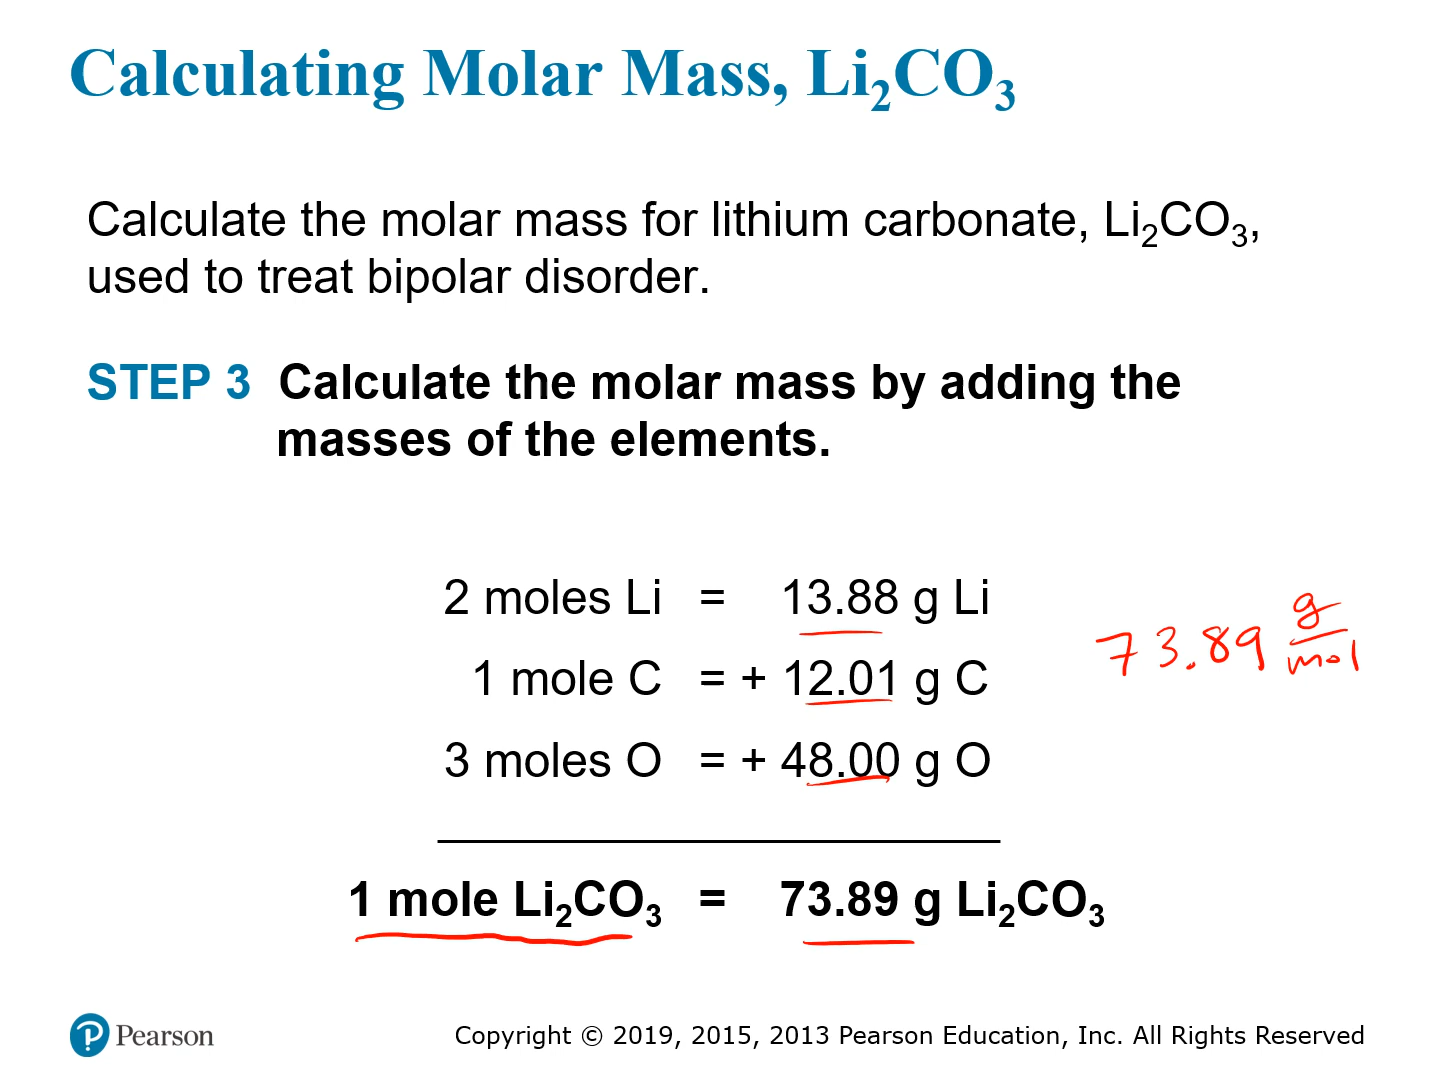 Calculating Molar Mass, Li₂CO₃
Calculate the molar mass for lithium carbonate, Li₂CO₃,
used to treat bipolar disorder.
STEP 3 Calculate the molar mass by adding the
masses of the elements.
2 moles Li = 13.88 g Li
1 mole C = + 12.01 g C
3 moles O = + 48.00 g O
73.89 g/mol
1 mole Li₂CO₃ = 73.89 g Li₂CO₃
Pearson
Copyright © 2019, 2015, 2013 Pearson Education, Inc. All Rights Reserved